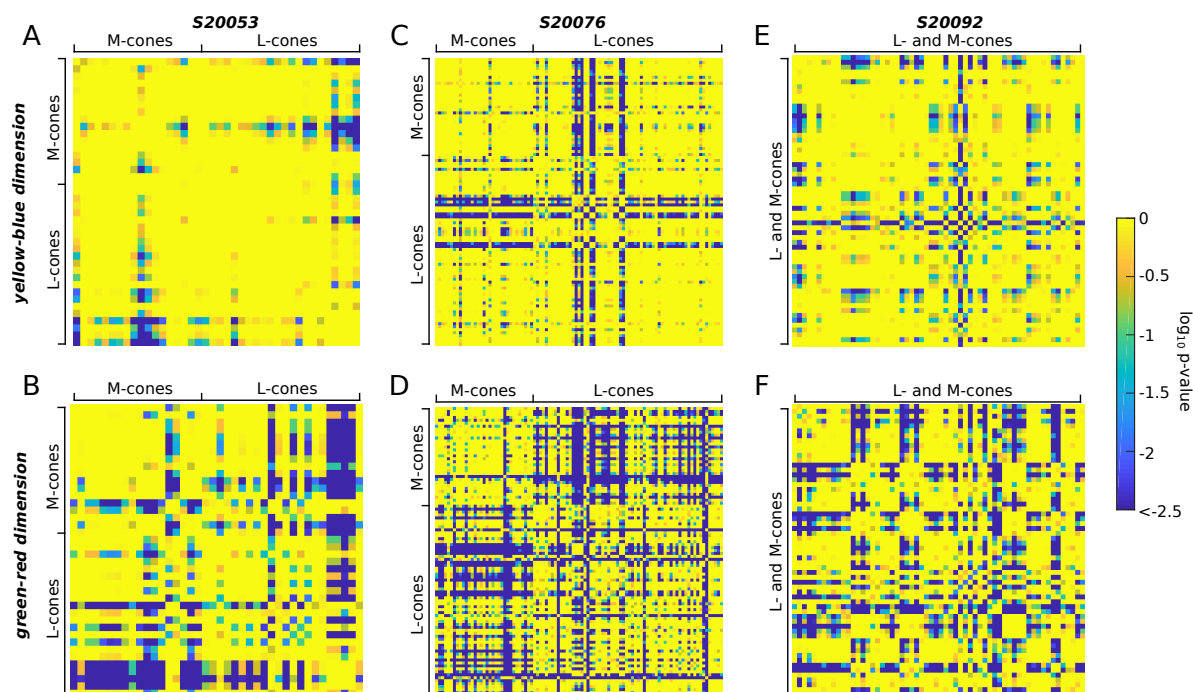 S20053
S20076
S20092
A
M-cones
L-cones
C
M-cones
L-cones
E
L- and M-cones
yellow-blue dimension
M-cones
L-cones
M-cones
L-cones
L- and M-cones
B
M-cones
L-cones
D
M-cones
L-cones
F
L- and M-cones
green-red dimension
M-cones
L-cones
M-cones
L-cones
L- and M-cones
0
-0.5
-1
-1.5
-2
<-2.5
log₁₀ p-value